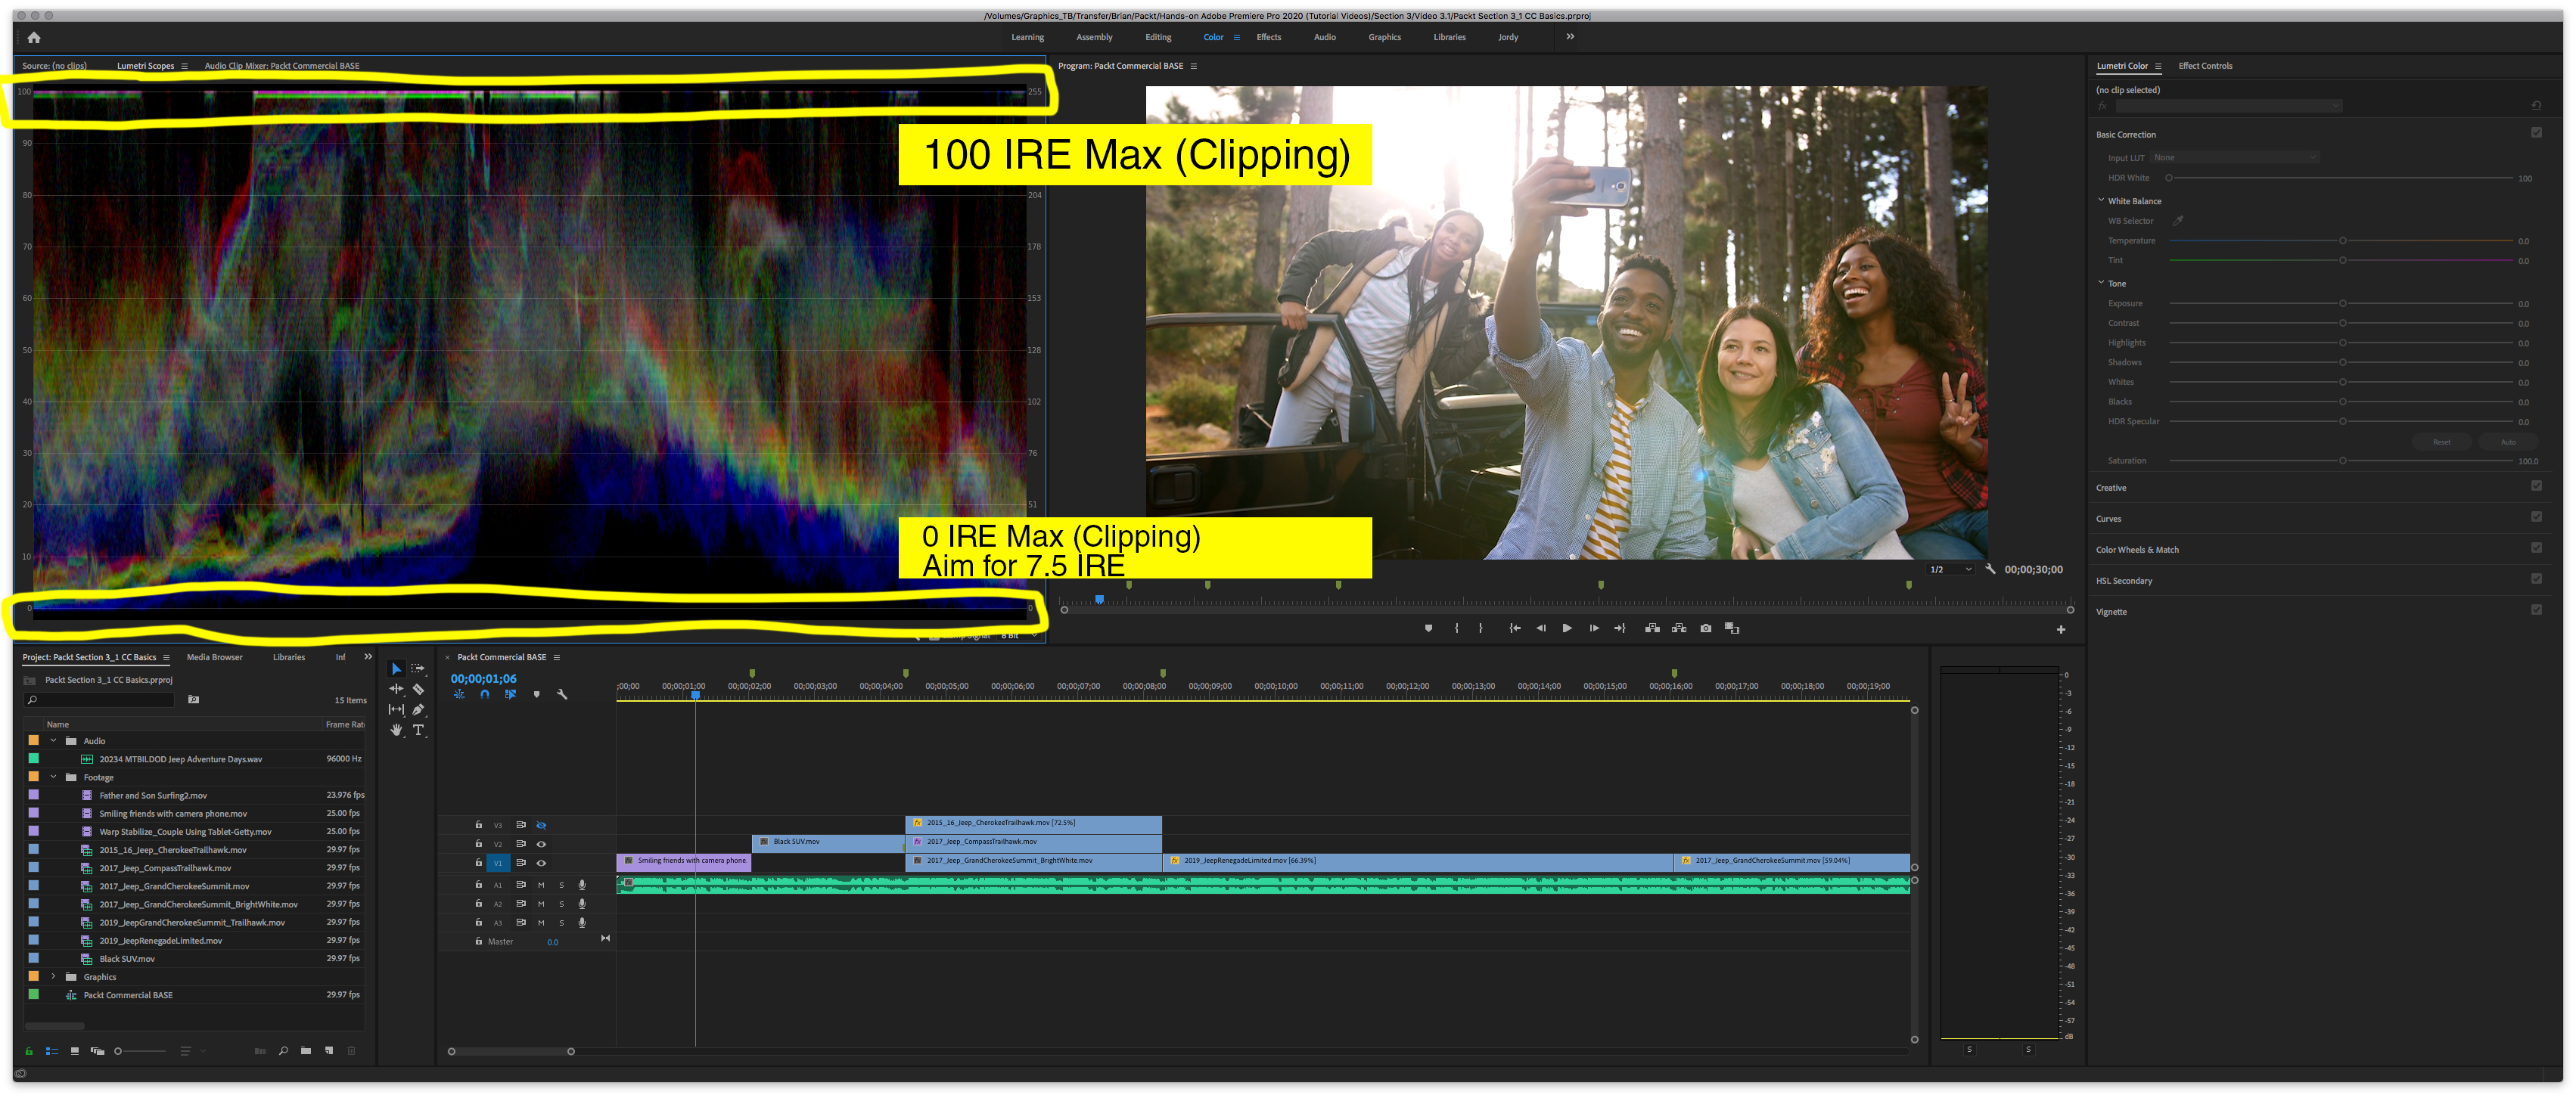 /Volumes/Graphics_TB/Transfer/Brian/Packt/Hands-on Adobe Premiere Pro 2020 (Tutorial Videos)/Section 3/Video 3.1/Packt Section 3_1 CC Basics.prproj
Learning Assembly Editing Color Effects Audio Graphics Libraries Jordy
Source: (no clips) Lumetri Scopes Audio Clip Mixer: Packt Commercial BASE
100 255
90
80 204
70 178
60 153
50 128
40 102
30 76
20 51
10
0 0
8 Bit
100 IRE Max (Clipping)
0 IRE Max (Clipping)
Aim for 7.5 IRE
Program: Packt Commercial BASE
1/2 00;00;30;00
Lumetri Color Effect Controls
(no clip selected)
fx
Basic Correction
Input LUT None
HDR White 100
White Balance
WB Selector
Temperature 0.0
Tint 0.0
Tone
Exposure 0.0
Contrast 0.0
Highlights 0.0
Shadows 0.0
Whites 0.0
Blacks 0.0
HDR Specular 0.0
Reset Auto
Saturation 100.0
Creative
Curves
Color Wheels & Match
HSL Secondary
Vignette
Project: Packt Section 3_1 CC Basics Media Browser Libraries Inf
Packt Section 3_1 CC Basics.prproj
15 Items
Name Frame Rat
Audio
20234 MTBILDOD Jeep Adventure Days.wav 96000 Hz
Footage
Father and Son Surfing2.mov 23.976 fps
Smiling friends with camera phone.mov 25.00 fps
Warp Stabilize_Couple Using Tablet-Getty.mov 25.00 fps
2015_16_Jeep_CherokeeTrailhawk.mov 29.97 fps
2017_Jeep_CompassTrailhawk.mov 29.97 fps
2017_Jeep_GrandCherokeeSummit.mov 29.97 fps
2017_Jeep_GrandCherokeeSummit_BrightWhite.mov 29.97 fps
2019_JeepGrandCherokeeSummit_Trailhawk.mov 29.97 fps
2019_JeepRenegadeLimited.mov 29.97 fps
Black SUV.mov 29.97 fps
Graphics
Packt Commercial BASE 29.97 fps
Packt Commercial BASE
00;00;01;06
;00;00 00;00;01;00 00;00;02;00 00;00;03;00 00;00;04;00 00;00;05;00 00;00;06;00 00;00;07;00 00;00;08;00 00;00;09;00 00;00;10;00 00;00;11;00 00;00;12;00 00;00;13;00 00;00;14;00 00;00;15;00 00;00;16;00 00;00;17;00 00;00;18;00 00;00;19;00
V3 2015_16_Jeep_CherokeeTrailhawk.mov [72.5%]
V2 Black SUV.mov 2017_Jeep_CompassTrailhawk.mov
V1 Smiling friends with camera phone 2017_Jeep_GrandCherokeeSummit_BrightWhite.mov 2019_JeepRenegadeLimited.mov [66.39%] 2017_Jeep_GrandCherokeeSummit.mov [59.04%]
A1 M S
A2 M S
A3 M S
Master 0.0
0
-3
-6
-9
-12
-15
-18
-21
-24
-27
-30
-33
-36
-39
-42
-45
-48
-51
-54
-57
dB
S S